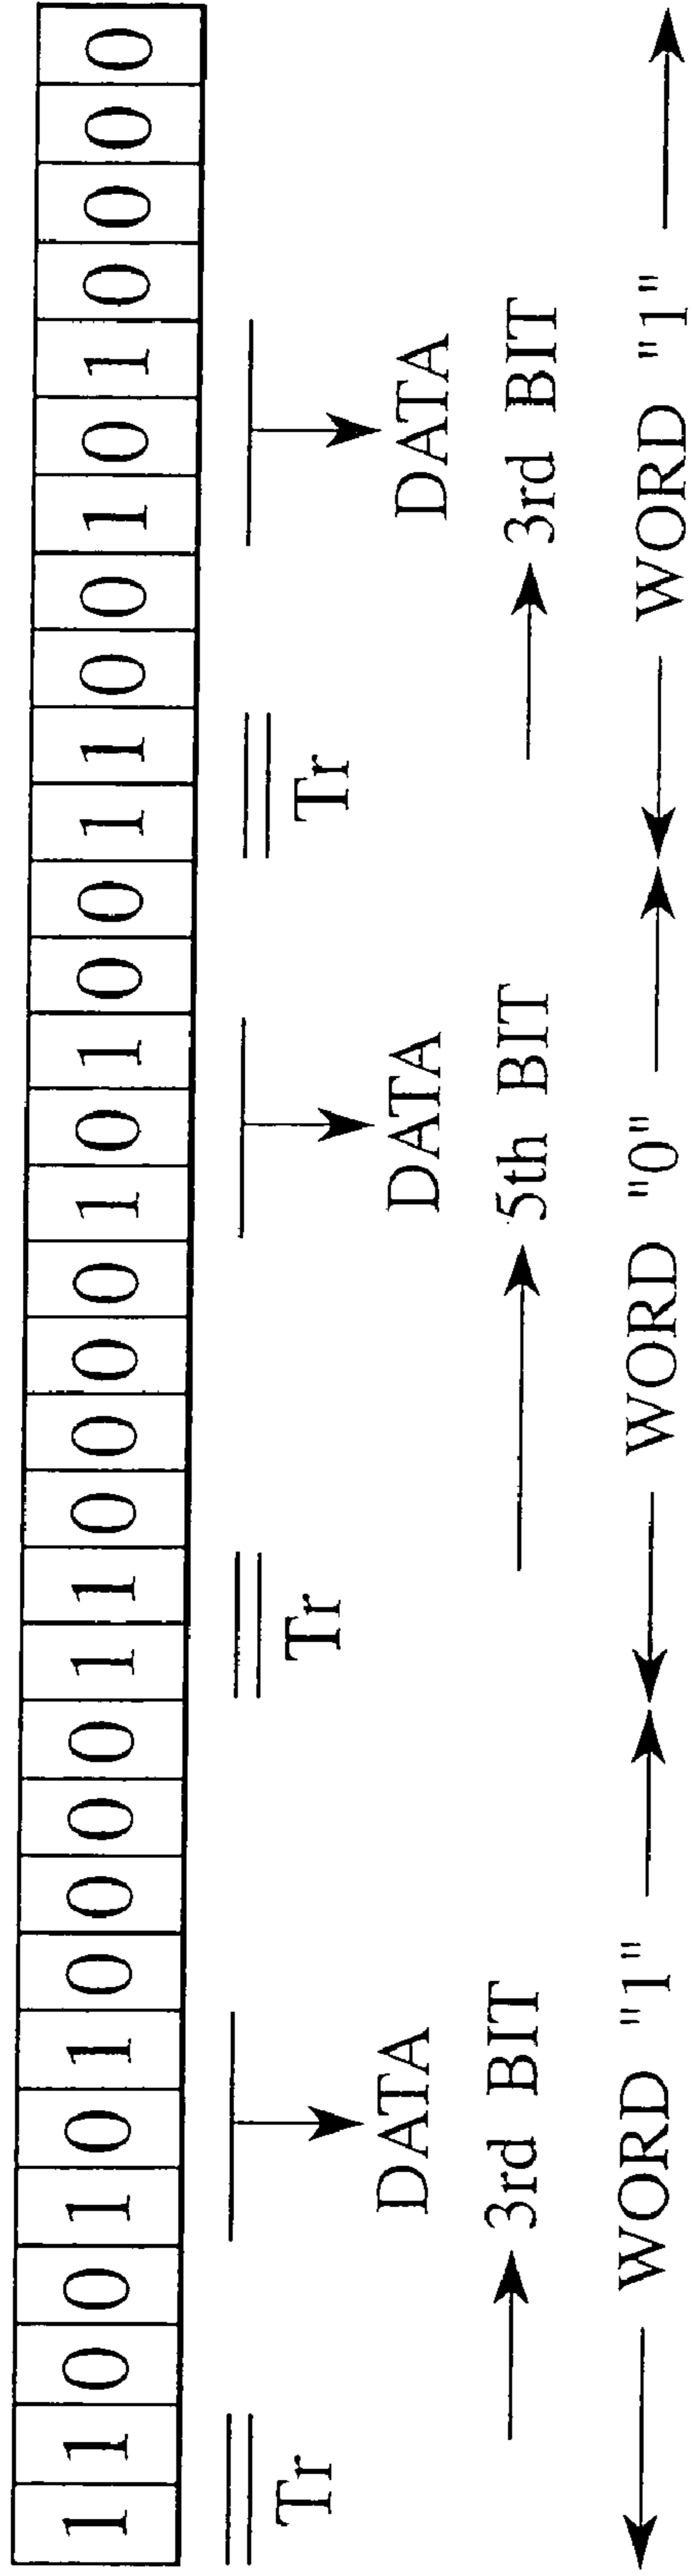 1 1 0 0 1 0 1 0 0 0 0 1 1 0 0 0 0 1 0 1 0 0 1 1 0 0 1 0 1 0 0 0 0
Tr Tr Tr
DATA DATA DATA
3rd BIT 5th BIT 3rd BIT
WORD "1" WORD "0" WORD "1"